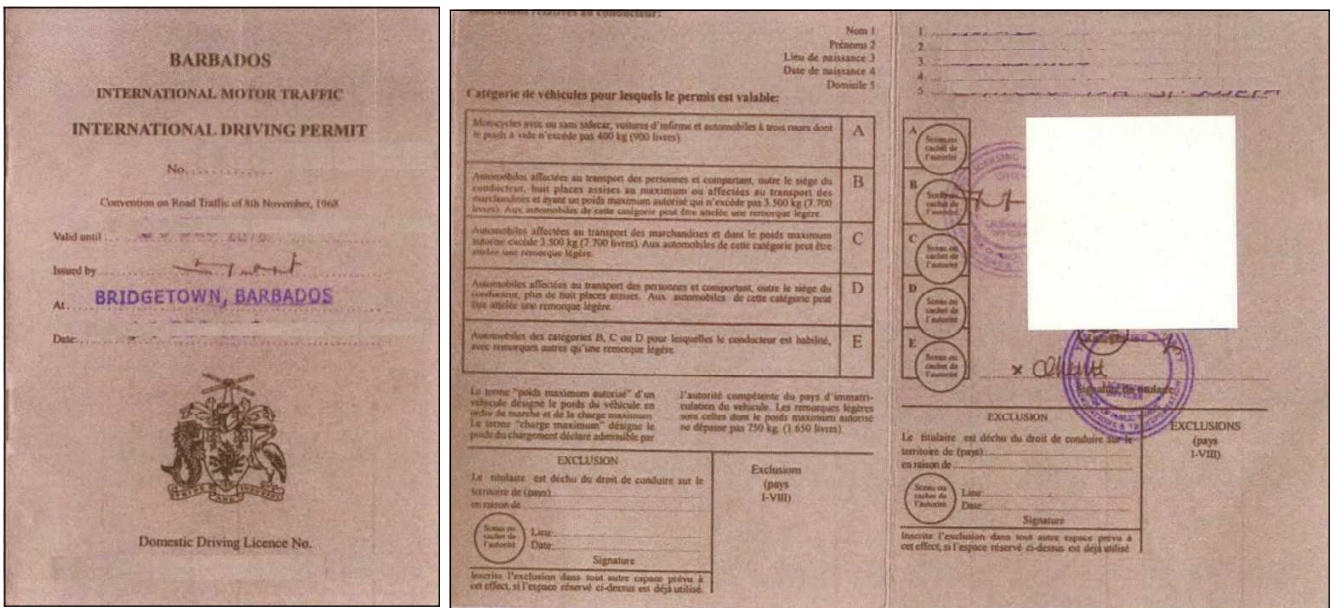 BARBADOS
INTERNATIONAL MOTOR TRAFFIC
INTERNATIONAL DRIVING PERMIT
No.
Convention on Road Traffic of 8th November, 1968
Valid until
Issued by
At BRIDGETOWN, BARBADOS
Date:
PRIDE AND INDUSTRY
Domestic Driving Licence No.
Indications relatives au conducteur:
Nom 1
Prénoms 2
Lieu de naissance 3
Date de naissance 4
Domicile 5
Catégorie de véhicules pour lesquels le permis est valable:
Motocycles avec ou sans sidecar, voitures d'infirme et automobiles à trois roues dont
le poids à vide n'excède pas 400 kg (900 livres).
A
Automobiles affectées au transport des personnes et comportant, outre le siège du
conducteur, huit places assises au maximum ou affectées au transport des
marchandises et ayant un poids maximum autorisé qui n'excède pas 3.500 kg (7.700
livres). Aux automobiles de cette catégorie peut être attelée une remorque légère.
B
Automobiles affectées au transport des marchandises et dont le poids maximum
autorisé excède 3.500 kg (7.700 livres). Aux automobiles de cette catégorie peut être
attelée une remorque légère.
C
Automobiles affectées au transport des personnes et comportant, outre le siège du
conducteur, plus de huit places assises. Aux automobiles de cette catégorie peut
être attelée une remorque légère.
D
Automobiles des catégories B, C ou D pour lesquelles le conducteur est habilité,
avec remorques autres qu'une remorque légère.
E
Le terme "poids maximum autorisé" d'un
véhicule désigne le poids du véhicule en
ordre de marche et de la charge maximum.
Le terme "charge maximum" désigne le
poids du chargement déclaré admissible par
l'autorité compétente du pays d'immatri-
culation du véhicule. Les remorques légères
sont celles dont le poids maximum autorisé
ne dépasse pas 750 kg. (1.650 livres).
EXCLUSION
Le titulaire est déchu du droit de conduire sur le
territoire de (pays)
en raison de
Sceau ou
cachet de
l'autorité
Lieu:
Date:
Signature
Inscrire l'exclusion dans tout autre espace prévu à
cet effect, si l'espace réservé ci-dessus est déjà utilisé.
Exclusions
(pays
I-VIII)
1.
2.
3.
4.
5.
A
Sceau ou
cachet de
l'autorité
B
Sceau ou
cachet de
l'autorité
C
Sceau ou
cachet de
l'autorité
D
Sceau ou
cachet de
l'autorité
E
Sceau ou
cachet de
l'autorité
LICENSING
OFFICER
x
Signature du titulaire
LICENSING
OFFICER
EXCLUSION
Le titulaire est déchu du droit de conduire sur le
territoire de (pays)
en raison de
Sceau ou
cachet de
l'autorité
Lieu:
Date:
Signature
Inscrire l'exclusion dans tout autre espace prévu à
cet effect, si l'espace réservé ci-dessus est déjà utilisé.
EXCLUSIONS
(pays
I-VIII)